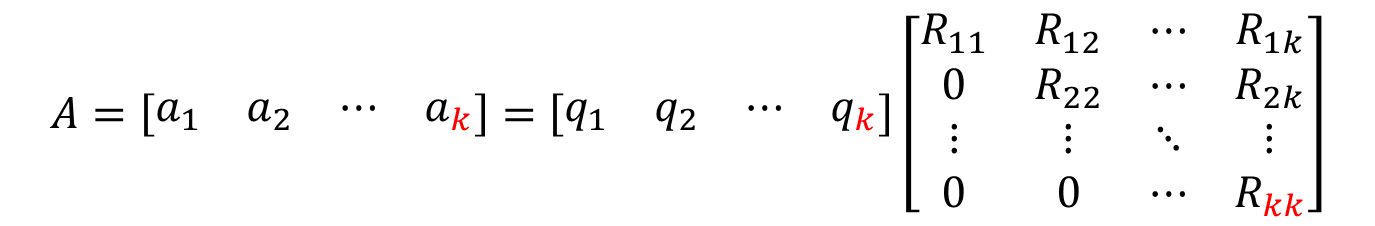 A = [a₁ a₂ ⋯ aₖ] = [q₁ q₂ ⋯ qₖ] [R₁₁ R₁₂ ⋯ R₁ₖ
0 R₂₂ ⋯ R₂ₖ
⋮ ⋮ ⋱ ⋮
0 0 ⋯ Rₖₖ]